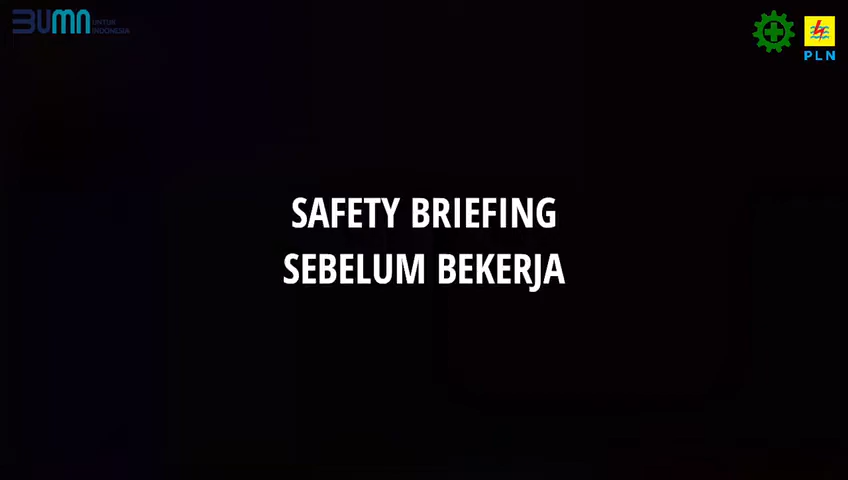 BUMN
UNTUK
INDONESIA
PLN
SAFETY BRIEFING
SEBELUM BEKERJA